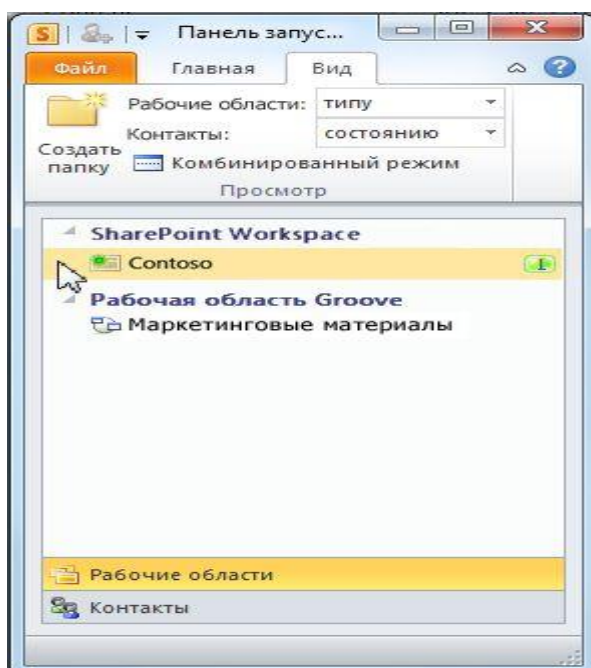 Панель запус...
Файл Главная Вид
Рабочие области: типу
Контакты: состоянию
Создать папку
Комбинированный режим
Просмотр
SharePoint Workspace
Contoso
Рабочая область Groove
Маркетинговые материалы
Рабочие области
Контакты